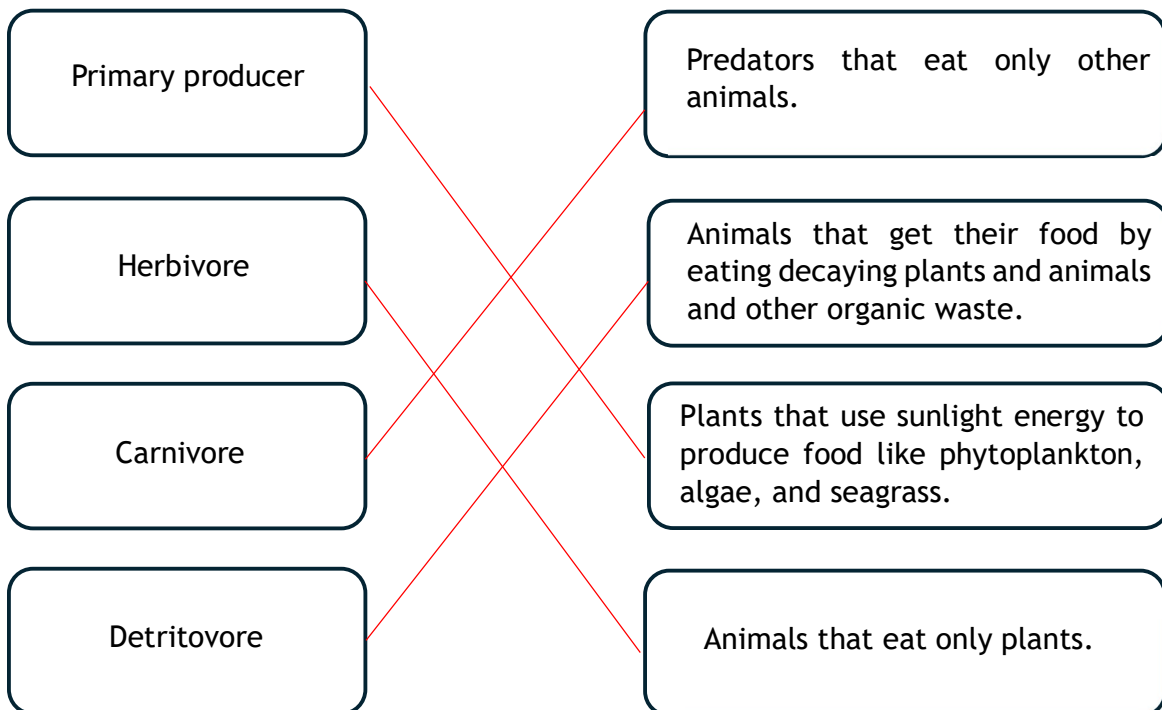 Primary producer
Predators that eat only other
animals.
Herbivore
Animals that get their food by
eating decaying plants and animals
and other organic waste.
Carnivore
Plants that use sunlight energy to
produce food like phytoplankton,
algae, and seagrass.
Detritovore
Animals that eat only plants.